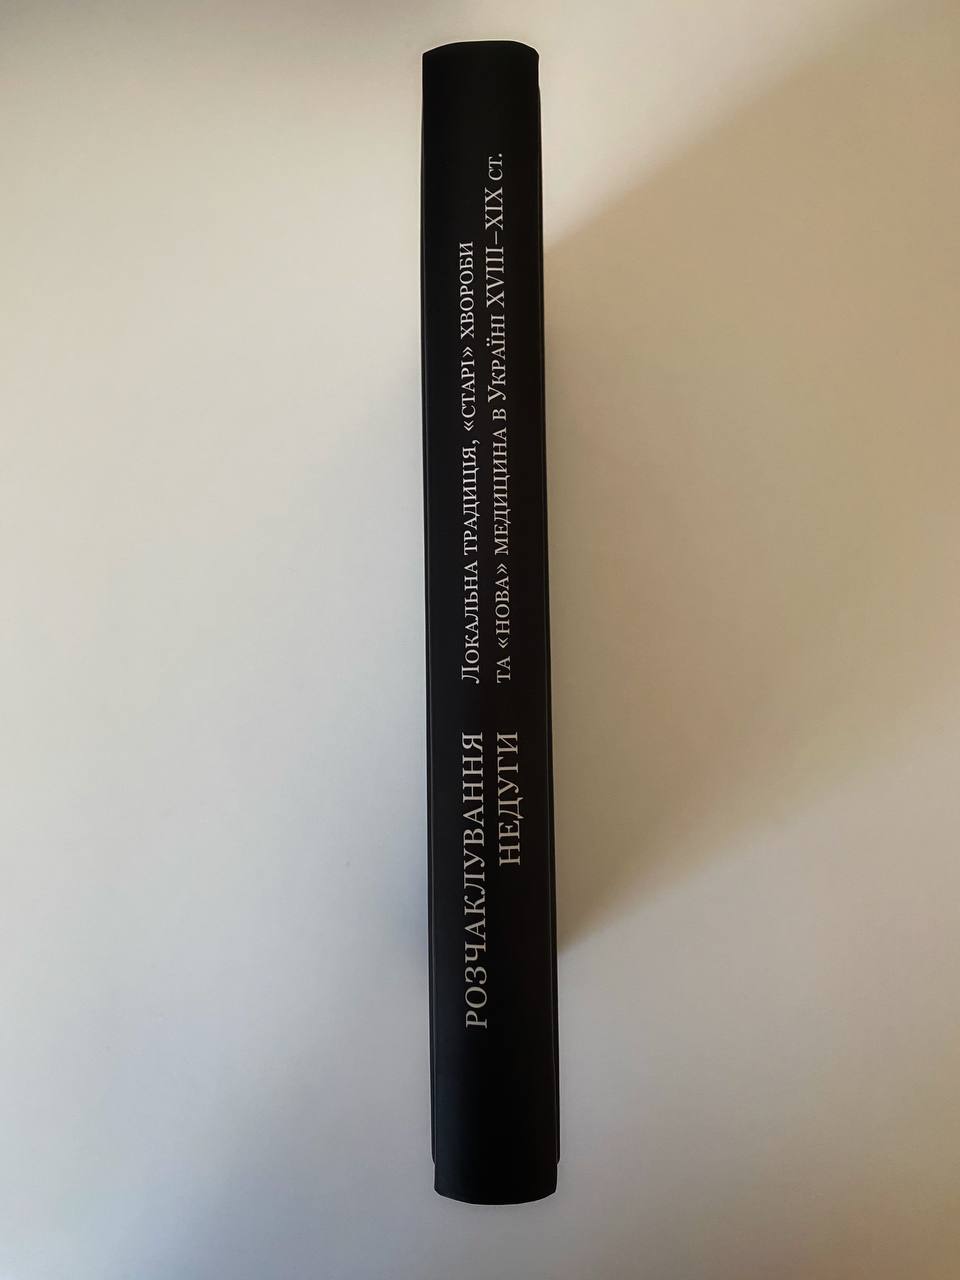 РОЗЧАКЛУВАННЯ
НЕДУГИ
Локальна традиція, «старі» хвороби
та «нова» медицина в Україні XVIII–XIX ст.